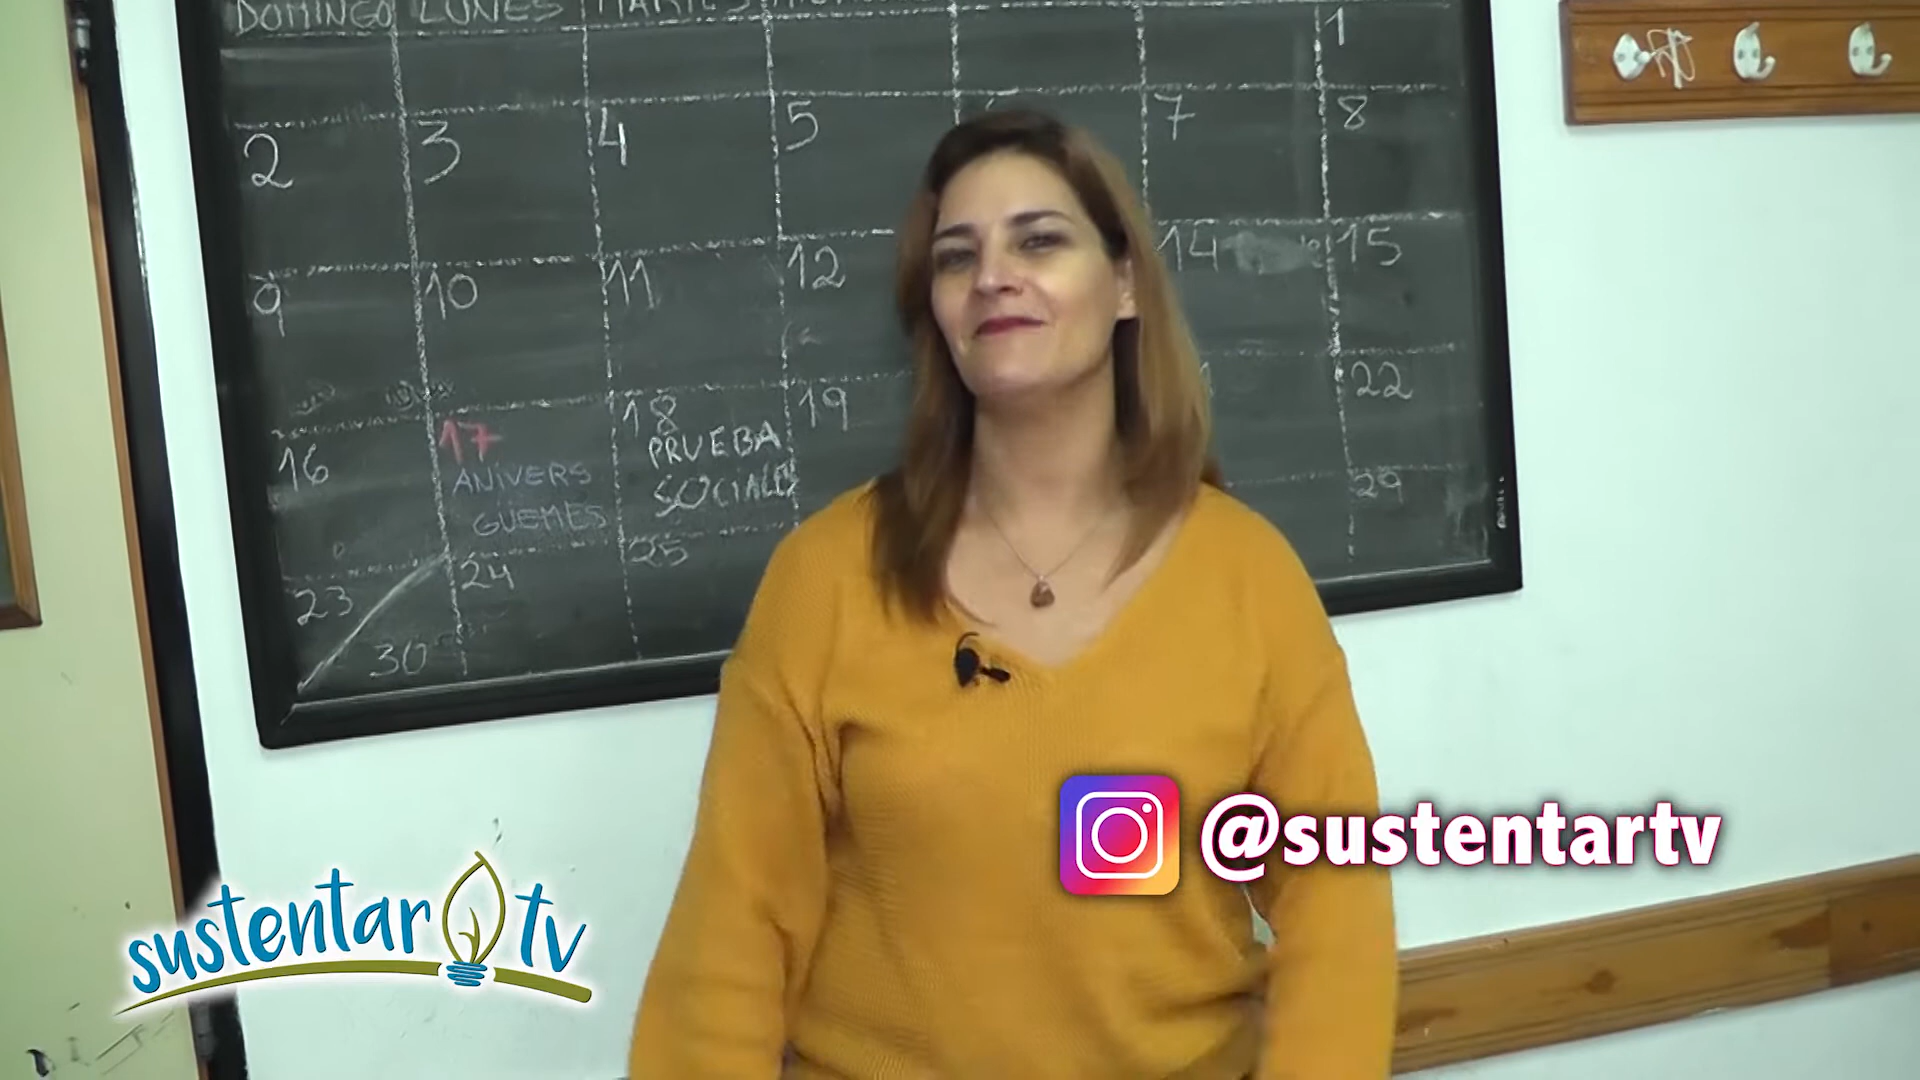 DOMINGO LUNES MARTES
1
2 3 4 5 7 8
9 10 11 12 14 15
16 17 18 19 22
ANIVERS
GUEMES
PRUEBA
SOCIALES
23 24 25 29
30
@sustentartv
sustentar tv